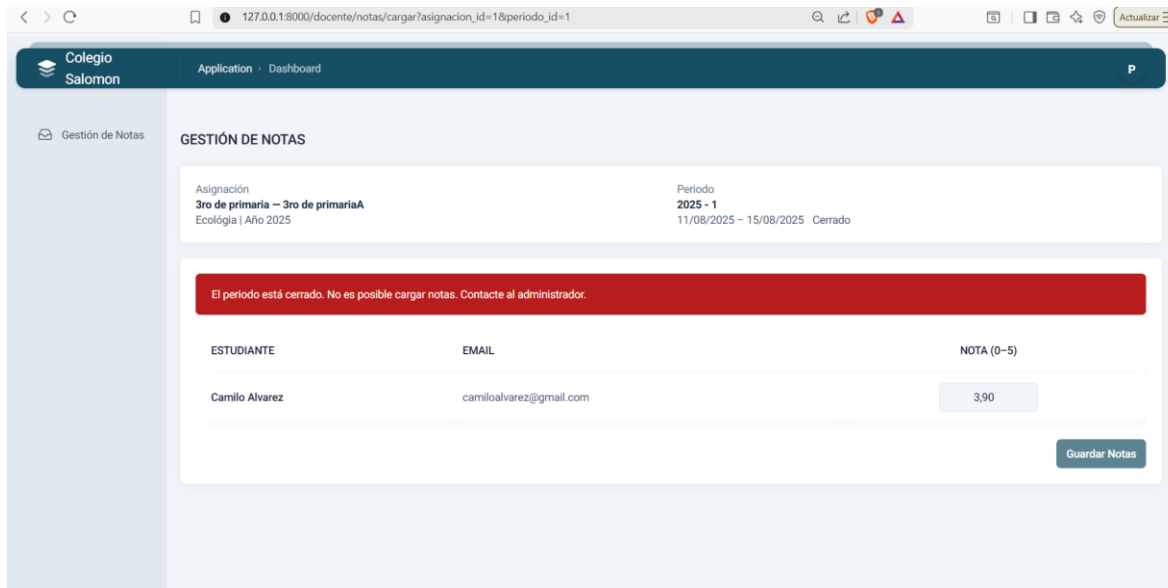 127.0.0.1:8000/docente/notas/cargar?asignacion_id=1&periodo_id=1
Actualizar
Colegio
Salomon
Application > Dashboard
P
Gestión de Notas
GESTIÓN DE NOTAS
Asignación
3ro de primaria — 3ro de primariaA
Ecológia | Año 2025
Periodo
2025 - 1
11/08/2025 – 15/08/2025 Cerrado
El periodo está cerrado. No es posible cargar notas. Contacte al administrador.
ESTUDIANTE EMAIL NOTA (0–5)
Camilo Alvarez camiloalvarez@gmail.com 3,90
Guardar Notas